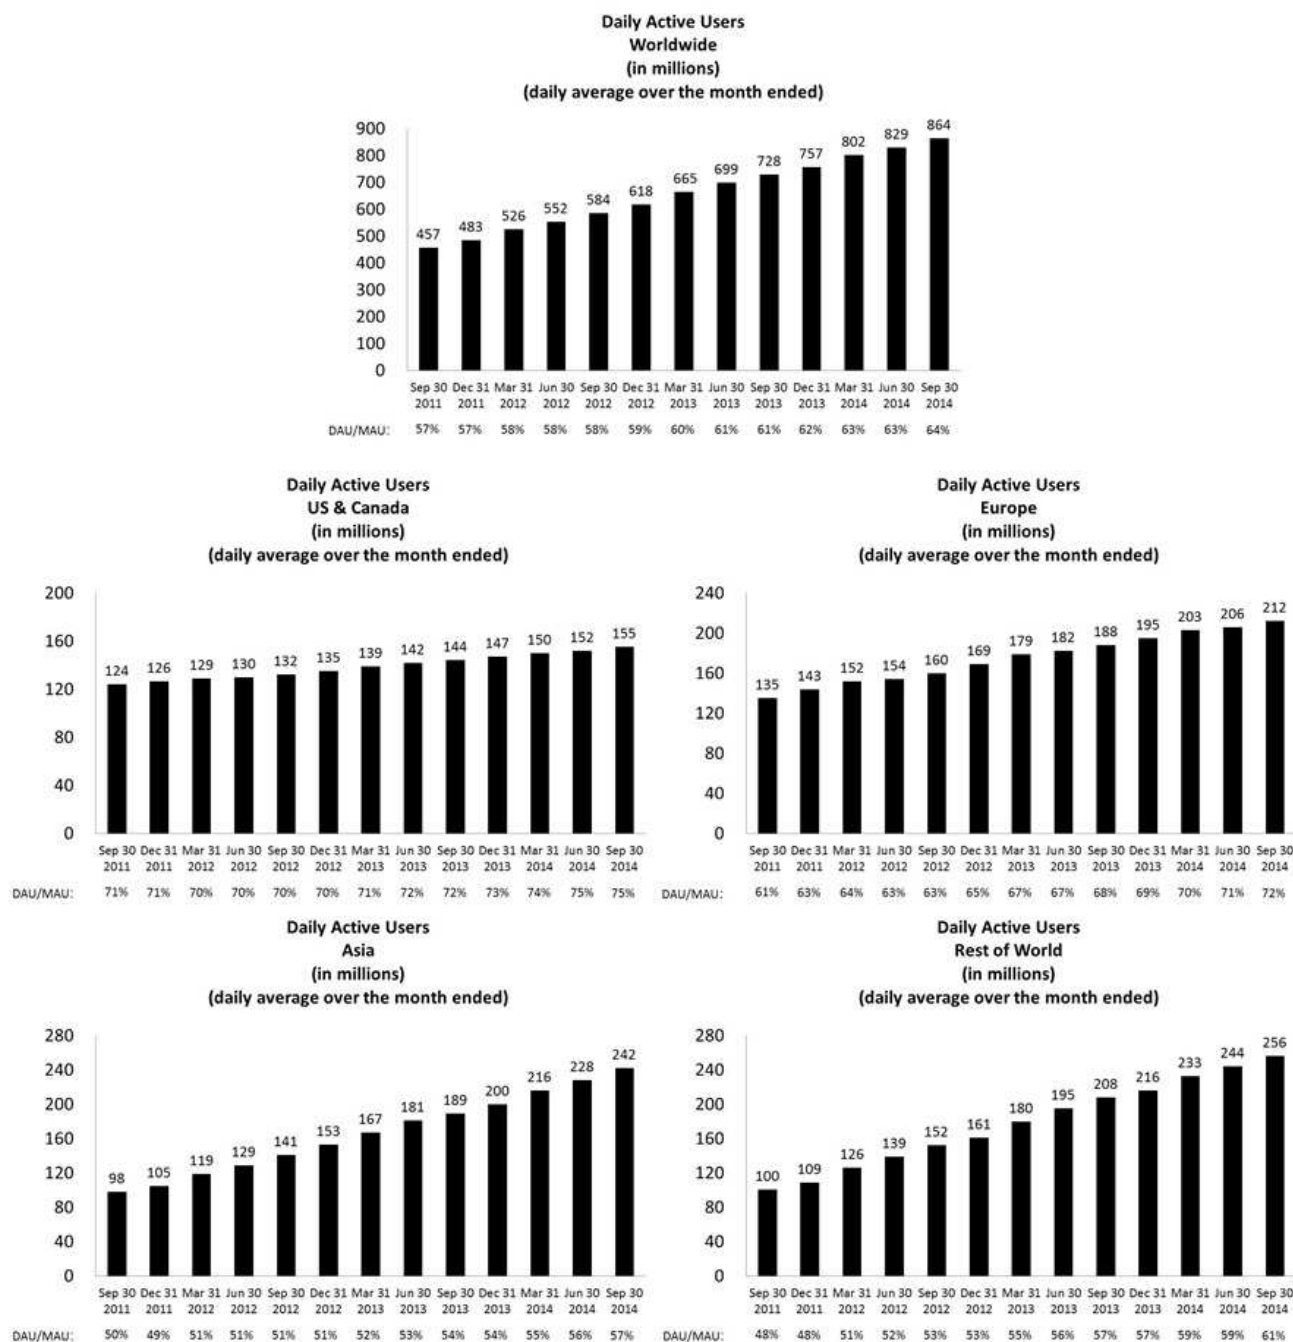 Daily Active Users
Worldwide
(in millions)
(daily average over the month ended)
900
800
700
600
500
400
300
200
100
0
457 483 526 552 584 618 665 699 728 757 802 829 864
Sep 30 Dec 31 Mar 31 Jun 30 Sep 30 Dec 31 Mar 31 Jun 30 Sep 30 Dec 31 Mar 31 Jun 30 Sep 30
2011 2011 2012 2012 2012 2012 2013 2013 2013 2013 2014 2014 2014
DAU/MAU: 57% 57% 58% 58% 58% 59% 60% 61% 61% 62% 63% 63% 64%
Daily Active Users
US & Canada
(in millions)
(daily average over the month ended)
200
160
120
80
40
0
124 126 129 130 132 135 139 142 144 147 150 152 155
Sep 30 Dec 31 Mar 31 Jun 30 Sep 30 Dec 31 Mar 31 Jun 30 Sep 30 Dec 31 Mar 31 Jun 30 Sep 30
2011 2011 2012 2012 2012 2012 2013 2013 2013 2013 2014 2014 2014
DAU/MAU: 71% 71% 70% 70% 70% 70% 71% 72% 72% 73% 74% 75% 75%
Daily Active Users
Europe
(in millions)
(daily average over the month ended)
240
200
160
120
80
40
0
135 143 152 154 160 169 179 182 188 195 203 206 212
Sep 30 Dec 31 Mar 31 Jun 30 Sep 30 Dec 31 Mar 31 Jun 30 Sep 30 Dec 31 Mar 31 Jun 30 Sep 30
2011 2011 2012 2012 2012 2012 2013 2013 2013 2013 2014 2014 2014
DAU/MAU: 61% 63% 64% 63% 63% 65% 67% 67% 68% 69% 70% 71% 72%
Daily Active Users
Asia
(in millions)
(daily average over the month ended)
280
240
200
160
120
80
40
0
98 105 119 129 141 153 167 181 189 200 216 228 242
Sep 30 Dec 31 Mar 31 Jun 30 Sep 30 Dec 31 Mar 31 Jun 30 Sep 30 Dec 31 Mar 31 Jun 30 Sep 30
2011 2011 2012 2012 2012 2012 2013 2013 2013 2013 2014 2014 2014
DAU/MAU: 50% 49% 51% 51% 51% 51% 52% 53% 54% 54% 55% 56% 57%
Daily Active Users
Rest of World
(in millions)
(daily average over the month ended)
280
240
200
160
120
80
40
0
100 109 126 139 152 161 180 195 208 216 233 244 256
Sep 30 Dec 31 Mar 31 Jun 30 Sep 30 Dec 31 Mar 31 Jun 30 Sep 30 Dec 31 Mar 31 Jun 30 Sep 30
2011 2011 2012 2012 2012 2012 2013 2013 2013 2013 2014 2014 2014
DAU/MAU: 48% 48% 51% 52% 53% 53% 55% 56% 57% 57% 59% 59% 61%